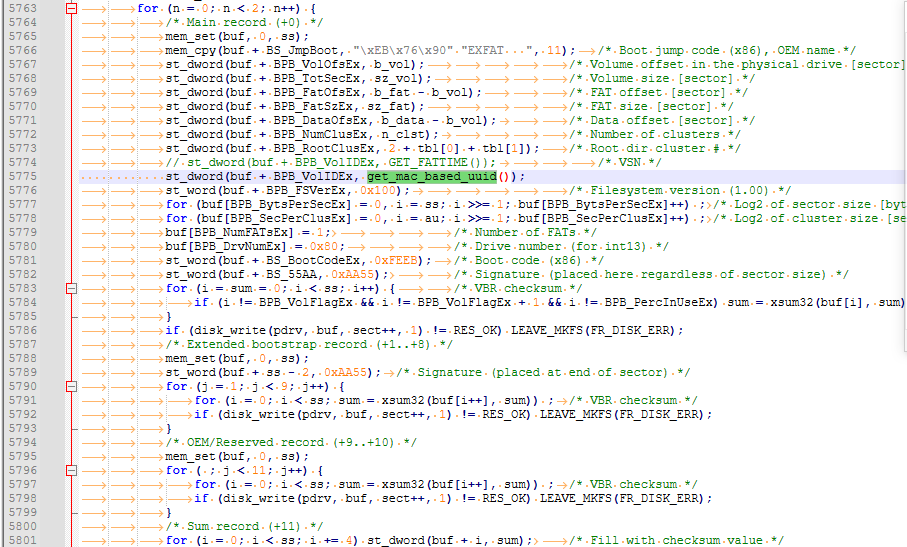 5763 for (n = 0; n < 2; n++) {
5764 /* Main record (+0) */
5765 mem_set(buf, 0, ss);
5766 mem_cpy(buf + BS_JmpBoot, "\xEB\x76\x90" "EXFAT   ", 11); /* Boot jump code (x86), OEM name */
5767 st_dword(buf + BPB_VolOfsEx, b_vol); /* Volume offset in the physical drive [sector]
5768 st_dword(buf + BPB_TotSecEx, sz_vol); /* Volume size [sector] */
5769 st_dword(buf + BPB_FatOfsEx, b_fat - b_vol); /* FAT offset [sector] */
5770 st_dword(buf + BPB_FatSzEx, sz_fat); /* FAT size [sector] */
5771 st_dword(buf + BPB_DataOfsEx, b_data - b_vol); /* Data offset [sector] */
5772 st_dword(buf + BPB_NumClusEx, n_clst); /* Number of clusters */
5773 st_dword(buf + BPB_RootClusEx, 2 + tbl[0] + tbl[1]); /* Root dir cluster # */
5774 // st_dword(buf + BPB_VolIDEx, GET_FATTIME()); /* VSN */
5775 st_dword(buf + BPB_VolIDEx, get_mac_based_uuid());
5776 st_word(buf + BPB_FSVerEx, 0x100); /* Filesystem version (1.00) */
5777 for (buf[BPB_BytsPerSecEx] = 0, i = ss; i >>= 1; buf[BPB_BytsPerSecEx]++) ; /* Log2 of sector size [byt
5778 for (buf[BPB_SecPerClusEx] = 0, i = au; i >>= 1; buf[BPB_SecPerClusEx]++) ; /* Log2 of cluster size [se
5779 buf[BPB_NumFATsEx] = 1; /* Number of FATs */
5780 buf[BPB_DrvNumEx] = 0x80; /* Drive number (for int13) */
5781 st_word(buf + BS_BootCodeEx, 0xFEEB); /* Boot code (x86) */
5782 st_word(buf + BS_55AA, 0xAA55); /* Signature (placed here regardless of sector size) */
5783 for (i = sum = 0; i < ss; i++) { /* VBR checksum */
5784 if (i != BPB_VolFlagEx && i != BPB_VolFlagEx + 1 && i != BPB_PercInUseEx) sum = xsum32(buf[i], sum)
5785 }
5786 if (disk_write(pdrv, buf, sect++, 1) != RES_OK) LEAVE_MKFS(FR_DISK_ERR);
5787 /* Extended bootstrap record (+1..+8) */
5788 mem_set(buf, 0, ss);
5789 st_word(buf + ss - 2, 0xAA55); /* Signature (placed at end of sector) */
5790 for (j = 1; j < 9; j++) {
5791 for (i = 0; i < ss; sum = xsum32(buf[i++], sum)) ; /* VBR checksum */
5792 if (disk_write(pdrv, buf, sect++, 1) != RES_OK) LEAVE_MKFS(FR_DISK_ERR);
5793 }
5794 /* OEM/Reserved record (+9..+10) */
5795 mem_set(buf, 0, ss);
5796 for ( ; j < 11; j++) {
5797 for (i = 0; i < ss; sum = xsum32(buf[i++], sum)) ; /* VBR checksum */
5798 if (disk_write(pdrv, buf, sect++, 1) != RES_OK) LEAVE_MKFS(FR_DISK_ERR);
5799 }
5800 /* Sum record (+11) */
5801 for (i = 0; i < ss; i += 4) st_dword(buf + i, sum); /* Fill with checksum value */